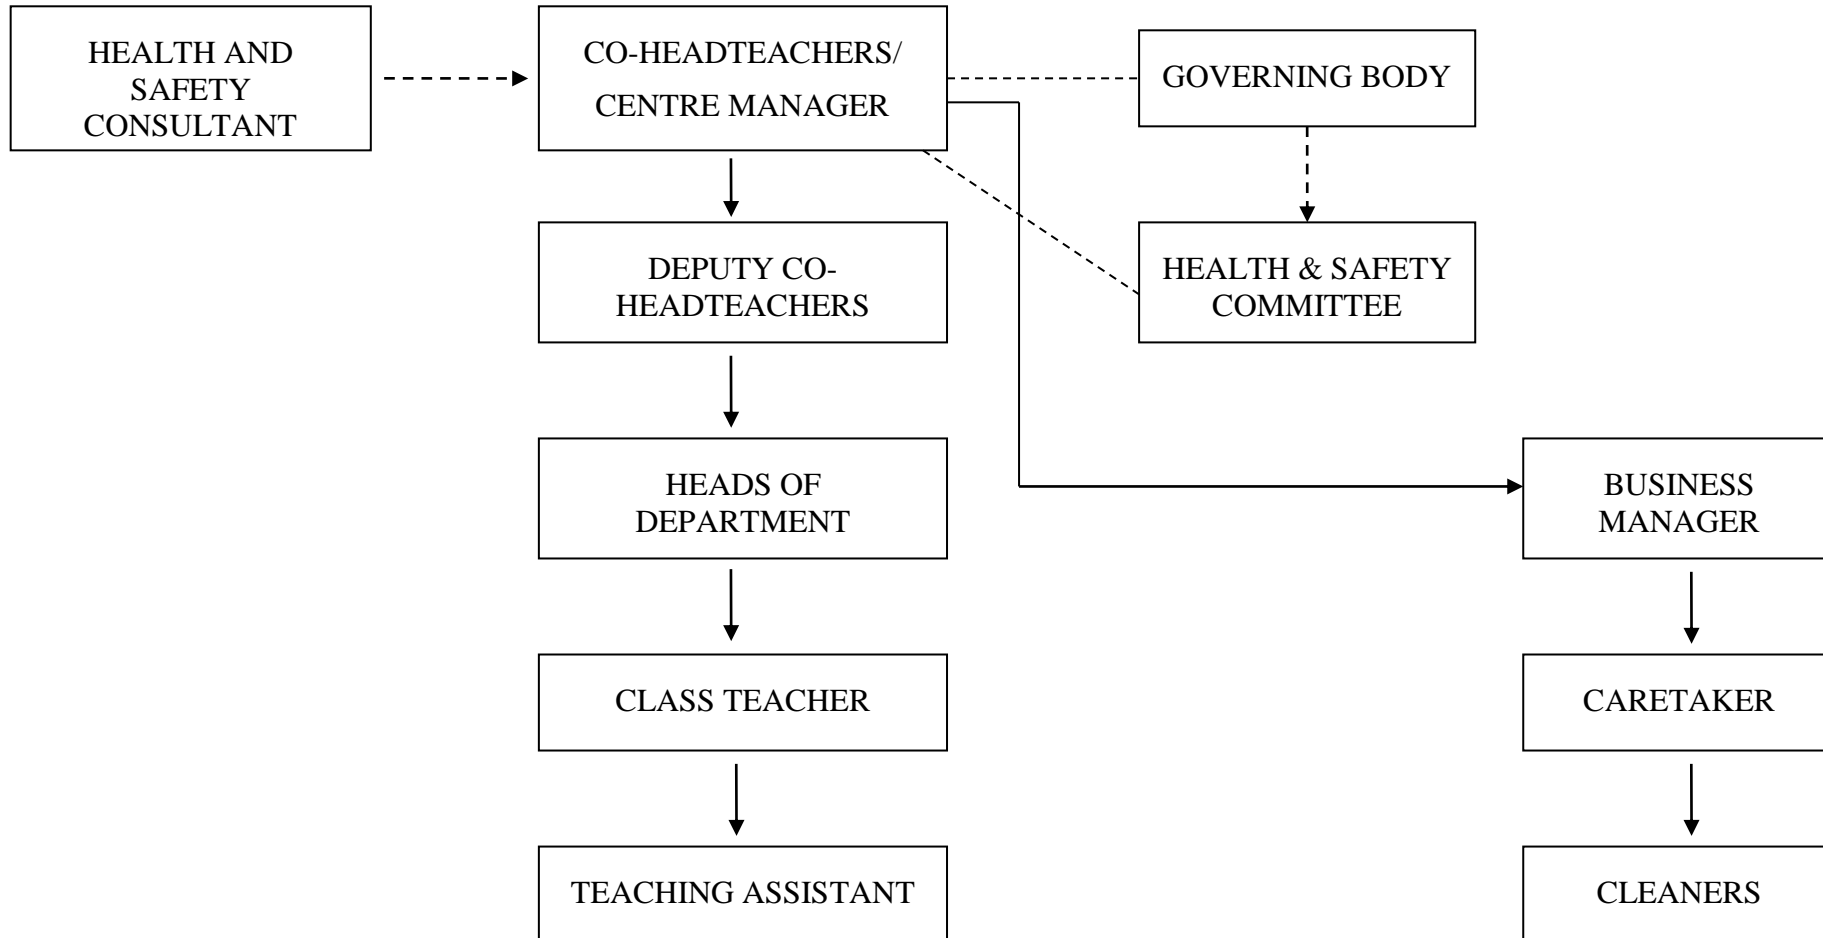 HEALTH AND
SAFETY
CONSULTANT
CO-HEADTEACHERS/
CENTRE MANAGER
GOVERNING BODY
DEPUTY CO-
HEADTEACHERS
HEALTH & SAFETY
COMMITTEE
HEADS OF
DEPARTMENT
BUSINESS
MANAGER
CLASS TEACHER
CARETAKER
TEACHING ASSISTANT
CLEANERS